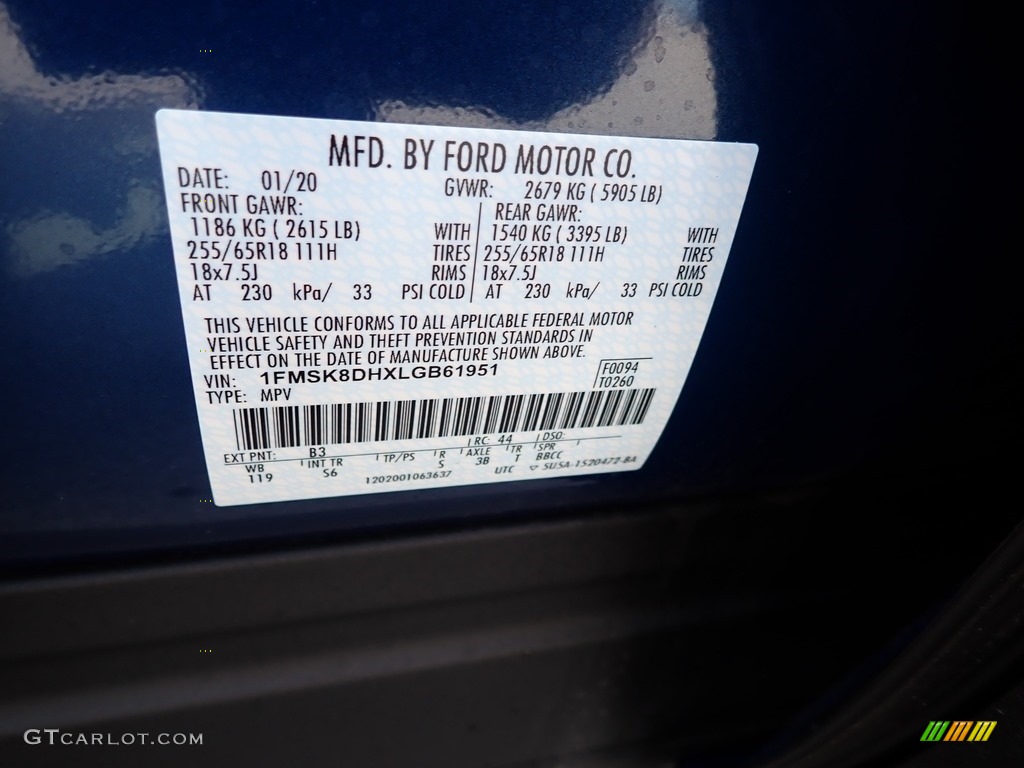 MFD. BY FORD MOTOR CO.
DATE: 01/20 GVWR: 2679 KG ( 5905 LB)
FRONT GAWR: REAR GAWR:
1186 KG ( 2615 LB) WITH 1540 KG ( 3395 LB) WITH
255/65R18 111H TIRES 255/65R18 111H TIRES
18x7.5J RIMS 18x7.5J RIMS
AT 230 kPa/ 33 PSI COLD AT 230 kPa/ 33 PSI COLD
THIS VEHICLE CONFORMS TO ALL APPLICABLE FEDERAL MOTOR
VEHICLE SAFETY AND THEFT PREVENTION STANDARDS IN
EFFECT ON THE DATE OF MANUFACTURE SHOWN ABOVE.
VIN: 1FMSK8DHXLGB61951 F0094
TYPE: MPV T0260
EXT PNT: B3 RC: 44 DSO:
WB INT TR TP/PS R AXLE TR SPR
119 S6 S 3B T BBCC
1202001063637 UTC SU5A-1520472-BA
GTCARLOT.COM